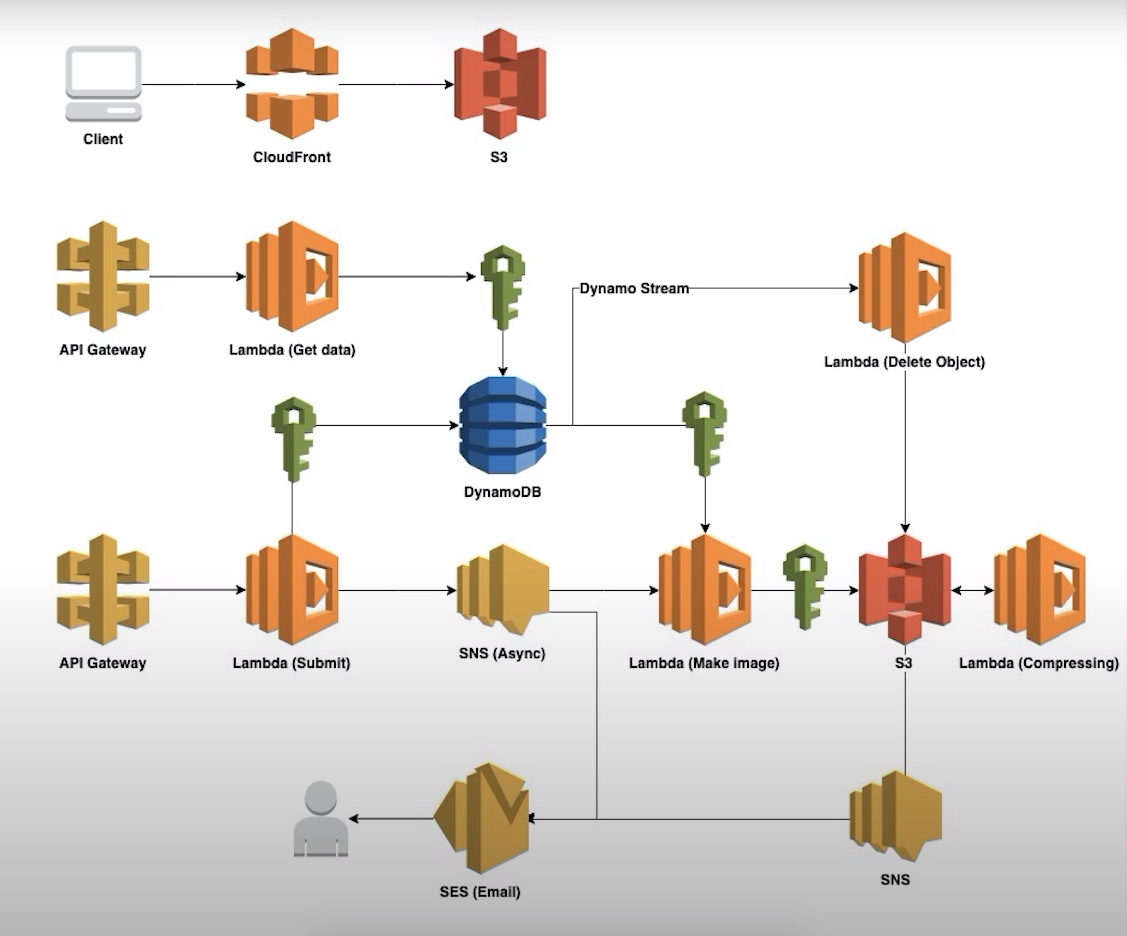 Client
CloudFront
S3
API Gateway
Lambda (Get data)
Dynamo Stream
Lambda (Delete Object)
DynamoDB
API Gateway
Lambda (Submit)
SNS (Async)
Lambda (Make image)
S3
Lambda (Compressing)
SES (Email)
SNS